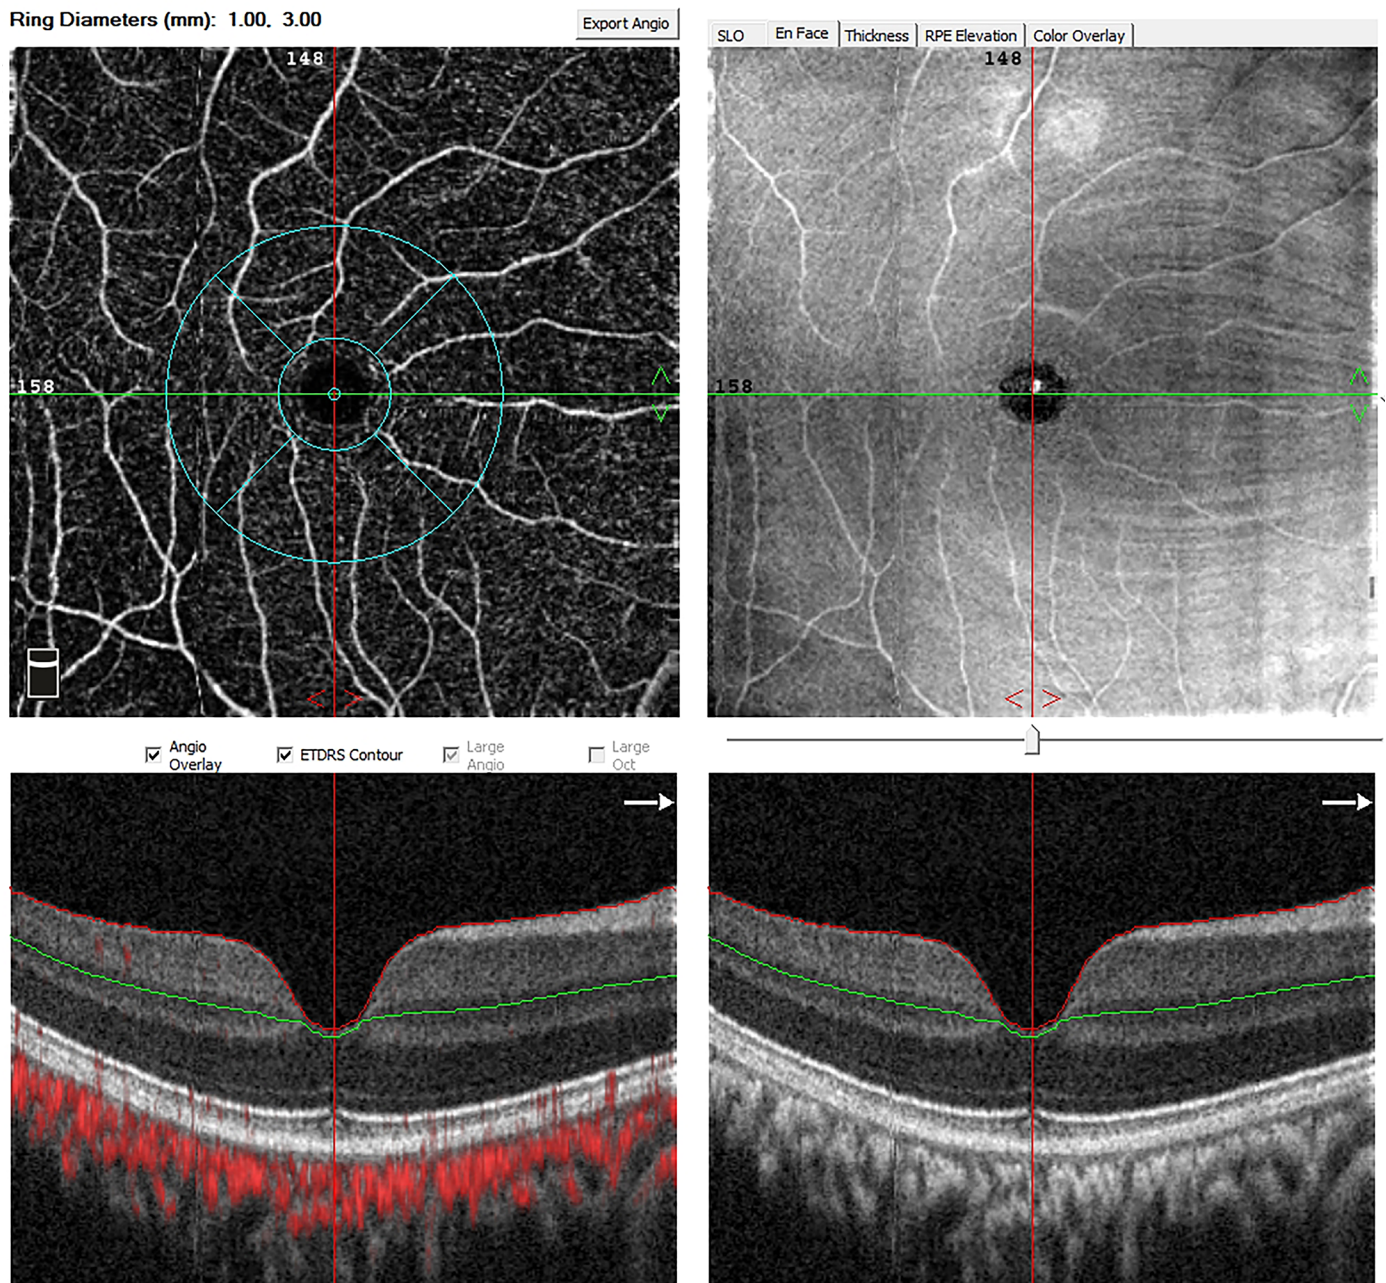 Ring Diameters (mm): 1.00, 3.00
Export Angio
SLO
En Face
Thickness
RPE Elevation
Color Overlay
148
148
158
158
Angio
Overlay
ETDRS Contour
Large
Angio
Large
Oct